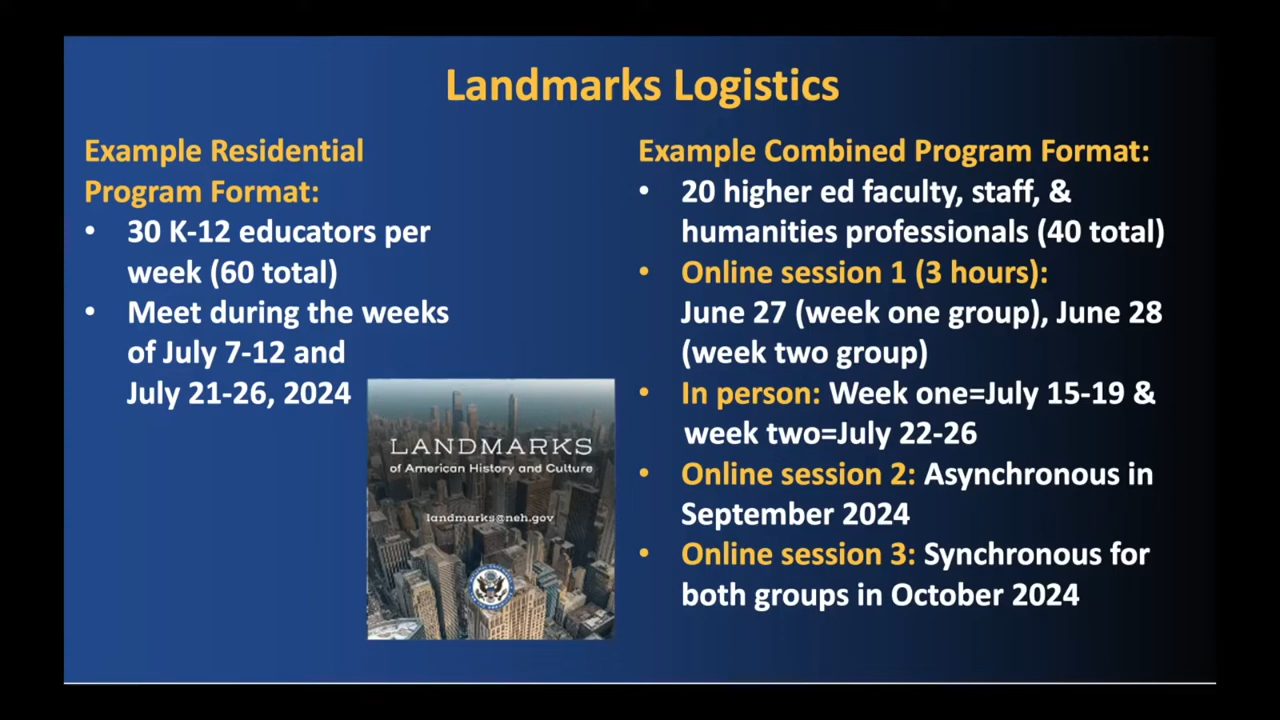 Landmarks Logistics
Example Residential
Program Format:
• 30 K-12 educators per
week (60 total)
• Meet during the weeks
of July 7-12 and
July 21-26, 2024
LANDMARKS
of American History and Culture
landmarks@neh.gov
Example Combined Program Format:
• 20 higher ed faculty, staff, &
humanities professionals (40 total)
• Online session 1 (3 hours):
June 27 (week one group), June 28
(week two group)
• In person: Week one=July 15-19 &
week two=July 22-26
• Online session 2: Asynchronous in
September 2024
• Online session 3: Synchronous for
both groups in October 2024